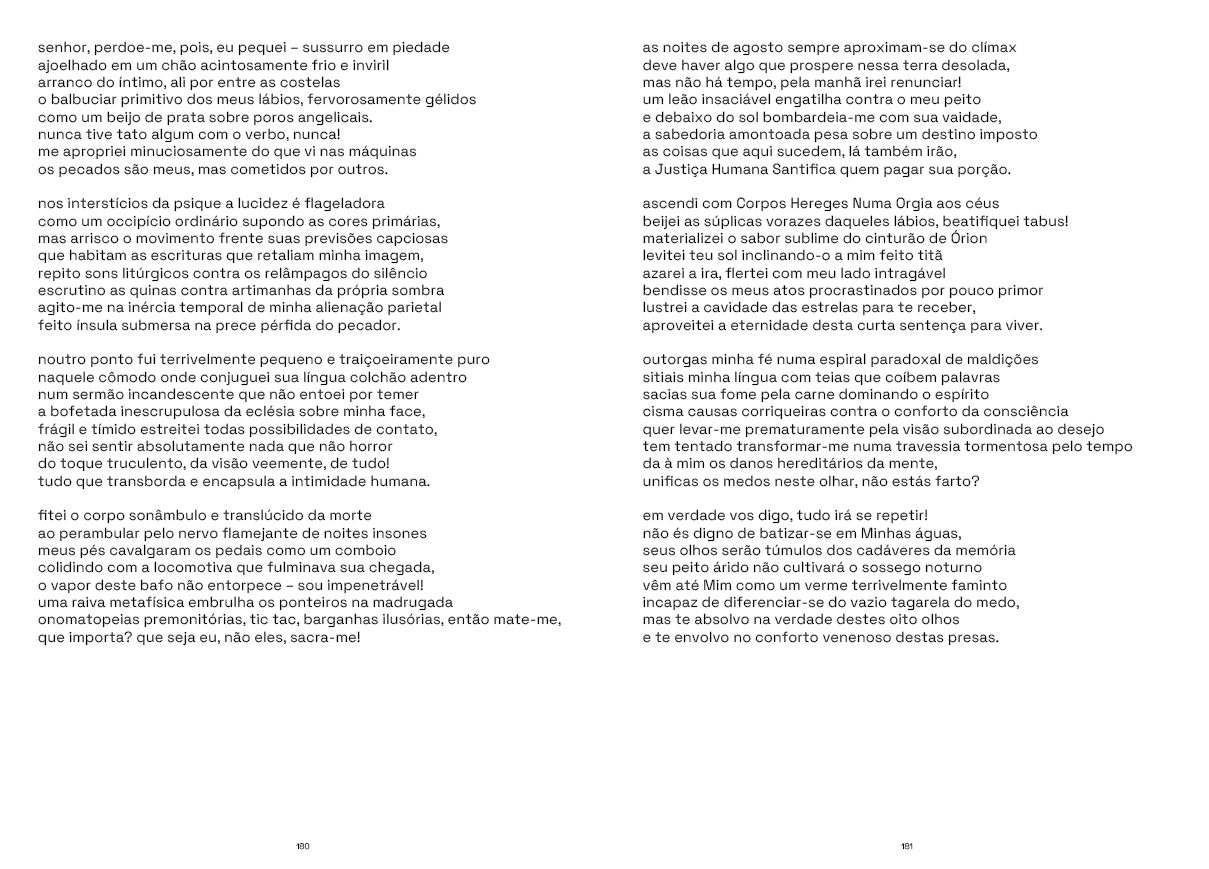 senhor, perdoe-me, pois, eu pequei – sussurro em piedade
ajoelhado em um chão acintosamente frio e inviril
arranco do íntimo, ali por entre as costelas
o balbuciar primitivo dos meus lábios, fervorosamente gélidos
como um beijo de prata sobre poros angelicais.
nunca tive tato algum com o verbo, nunca!
me apropriei minuciosamente do que vi nas máquinas
os pecados são meus, mas cometidos por outros.

nos interstícios da psique a lucidez é flageladora
como um occipício ordinário supondo as cores primárias,
mas arrisco o movimento frente suas previsões capciosas
que habitam as escrituras que retaliam minha imagem,
repito sons litúrgicos contra os relâmpagos do silêncio
escrutino as quinas contra artimanhas da própria sombra
agito-me na inércia temporal de minha alienação parietal
feito ínsula submersa na prece pérfida do pecador.

noutro ponto fui terrivelmente pequeno e traiçoeiramente puro
naquele cômodo onde conjuguei sua língua colchão adentro
num sermão incandescente que não entoei por temer
a bofetada inescrupulosa da eclésia sobre minha face,
frágil e tímido estreitei todas possibilidades de contato,
não sei sentir absolutamente nada que não horror
do toque truculento, da visão veemente, de tudo!
tudo que transborda e encapsula a intimidade humana.

fitei o corpo sonâmbulo e translúcido da morte
ao perambular pelo nervo flamejante de noites insones
meus pés cavalgaram os pedais como um comboio
colidindo com a locomotiva que fulminava sua chegada,
o vapor deste bafo não entorpece – sou impenetrável!
uma raiva metafísica embrulha os ponteiros na madrugada
onomatopeias premonitórias, tic tac, barganhas ilusórias, então mate-me,
que importa? que seja eu, não eles, sacra-me!

180

as noites de agosto sempre aproximam-se do clímax
deve haver algo que prospere nessa terra desolada,
mas não há tempo, pela manhã irei renunciar!
um leão insaciável engatilha contra o meu peito
e debaixo do sol bombardeia-me com sua vaidade,
a sabedoria amontoada pesa sobre um destino imposto
as coisas que aqui sucedem, lá também irão,
a Justiça Humana Santifica quem pagar sua porção.

ascendi com Corpos Hereges Numa Orgia aos céus
beijei as súplicas vorazes daqueles lábios, beatifiquei tabus!
materializei o sabor sublime do cinturão de Órion
levitei teu sol inclinando-o a mim feito titã
azarei a ira, flertei com meu lado intragável
bendisse os meus atos procrastinados por pouco primor
lustrei a cavidade das estrelas para te receber,
aproveitei a eternidade desta curta sentença para viver.

outorgas minha fé numa espiral paradoxal de maldições
sitiais minha língua com teias que coíbem palavras
sacias sua fome pela carne dominando o espírito
cisma causas corriqueiras contra o conforto da consciência
quer levar-me prematuramente pela visão subordinada ao desejo
tem tentado transformar-me numa travessia tormentosa pelo tempo
da à mim os danos hereditários da mente,
unificas os medos neste olhar, não estás farto?

em verdade vos digo, tudo irá se repetir!
não és digno de batizar-se em Minhas águas,
seus olhos serão túmulos dos cadáveres da memória
seu peito árido não cultivará o sossego noturno
vêm até Mim como um verme terrivelmente faminto
incapaz de diferenciar-se do vazio tagarela do medo,
mas te absolvo na verdade destes oito olhos
e te envolvo no conforto venenoso destas presas.

181